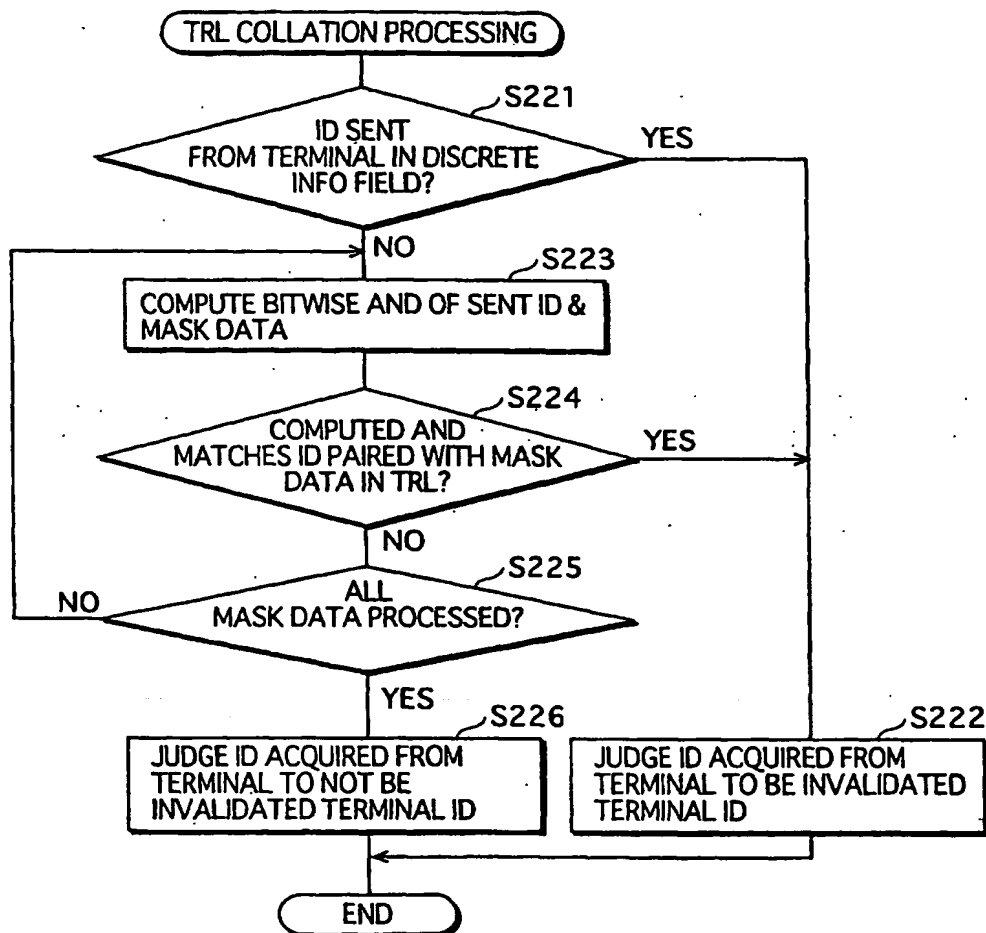 TRL COLLATION PROCESSING
S221
ID SENT
FROM TERMINAL IN DISCRETE
INFO FIELD?
YES
NO
S223
COMPUTE BITWISE AND OF SENT ID &
MASK DATA
S224
COMPUTED AND
MATCHES ID PAIRED WITH MASK
DATA IN TRL?
YES
NO
S225
ALL
MASK DATA PROCESSED?
NO
YES
S226
JUDGE ID ACQUIRED FROM
TERMINAL TO NOT BE
INVALIDATED TERMINAL ID
S222
JUDGE ID ACQUIRED FROM
TERMINAL TO BE INVALIDATED
TERMINAL ID
END